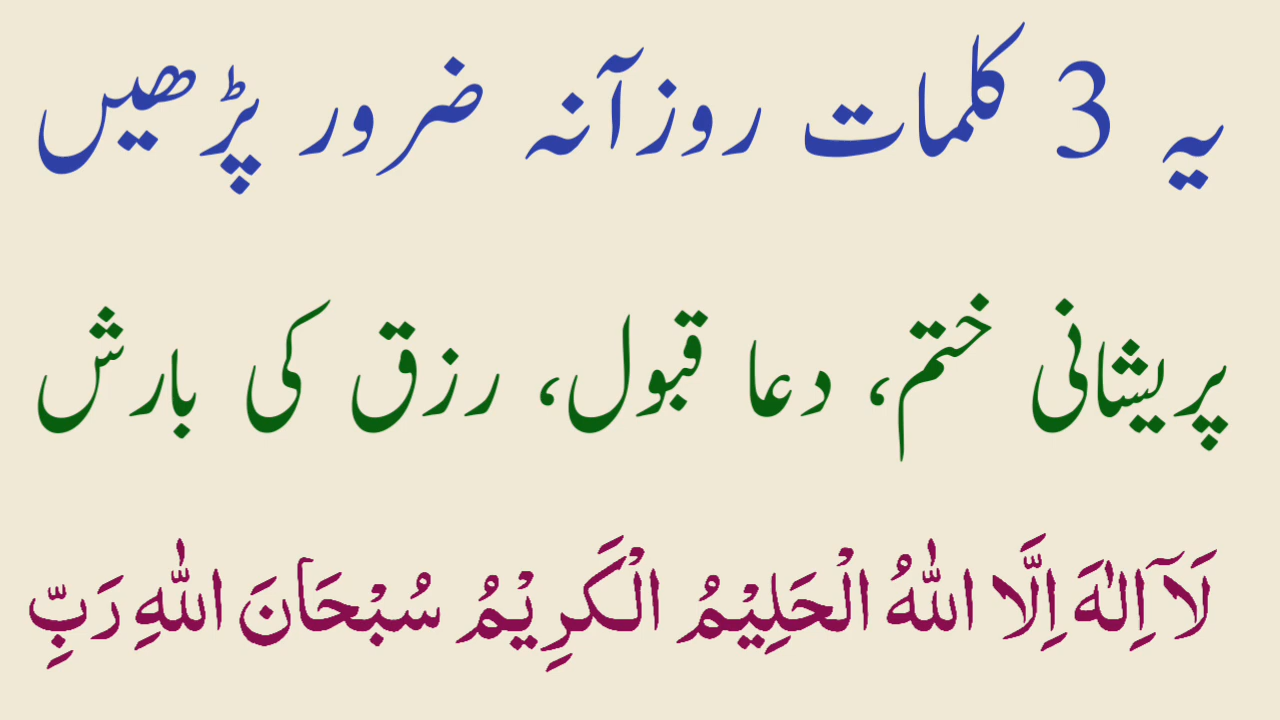 یہ 3 کلمات روزآنہ ضرور پڑھیں
پریشانی ختم، دعا قبول، رزق کی بارش
لَآ اِلٰهَ اِلَّا اللّٰهُ الْحَلِيْمُ الْكَرِيْمُ سُبْحَانَ اللّٰهِ رَبِّ